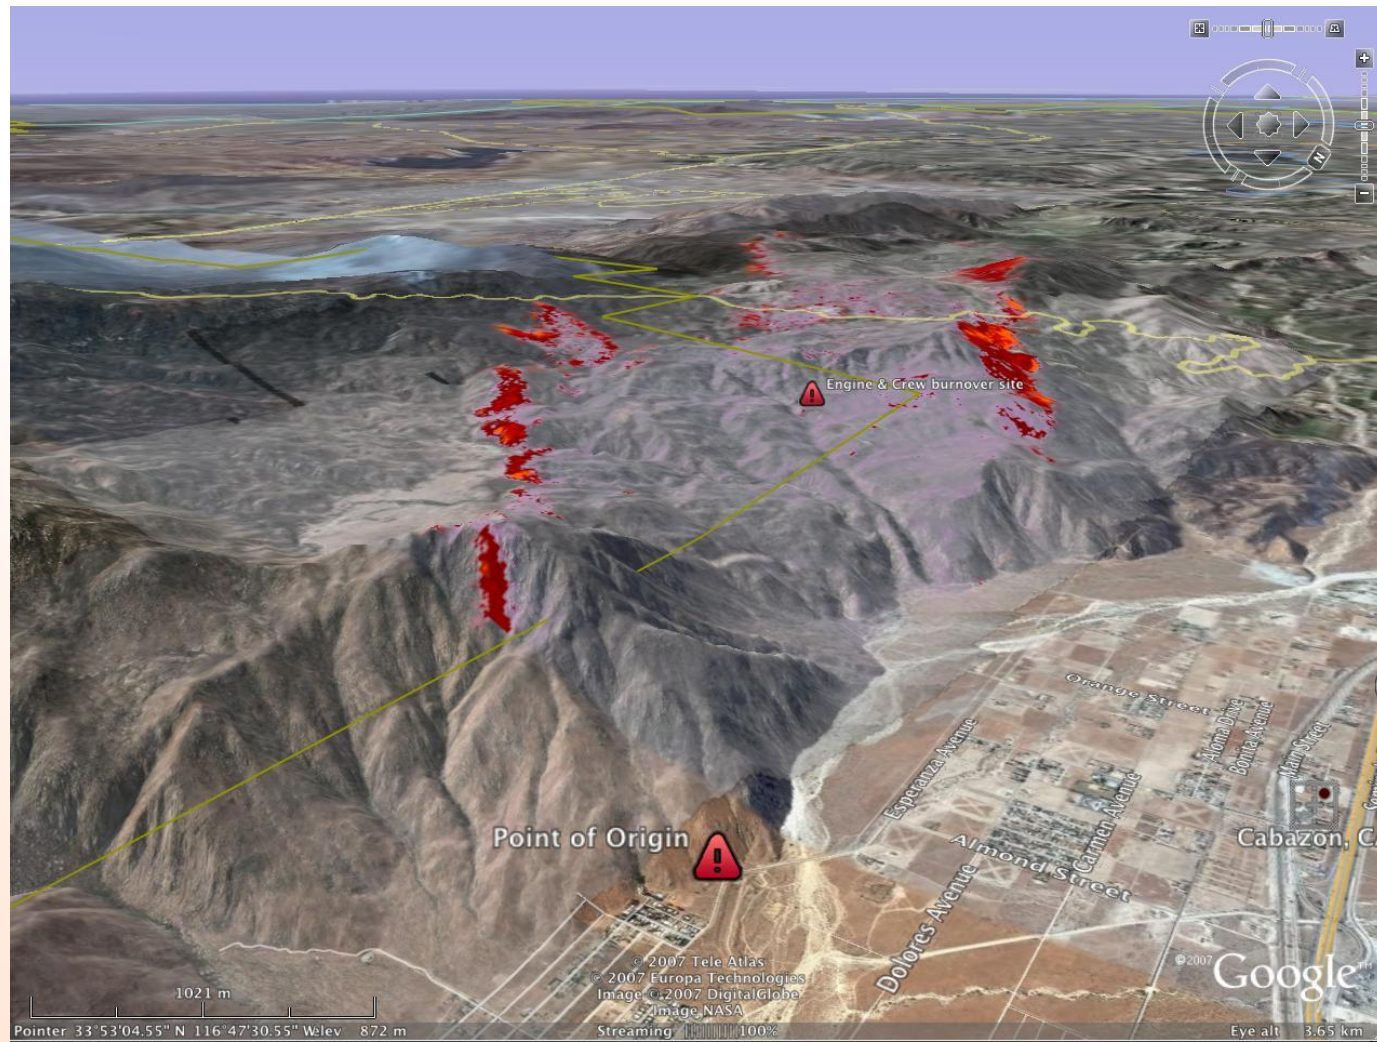 N
Engine & Crew burnover site
Orange Street
Aloma Drive
Bonita Avenue
Main Street
Esperanza Avenue
Carmen Avenue
Point of Origin
Almond Street
Cabazon, C
Dolores Avenue
© 2007 Tele Atlas
© 2007 Europa Technologies
Image © 2007 DigitalGlobe
Image NASA
©2007 Google™
1021 m
Pointer 33°53'04.55" N 116°47'30.55" W elev 872 m
Streaming ||||||||| 100%
Eye alt 3.65 km